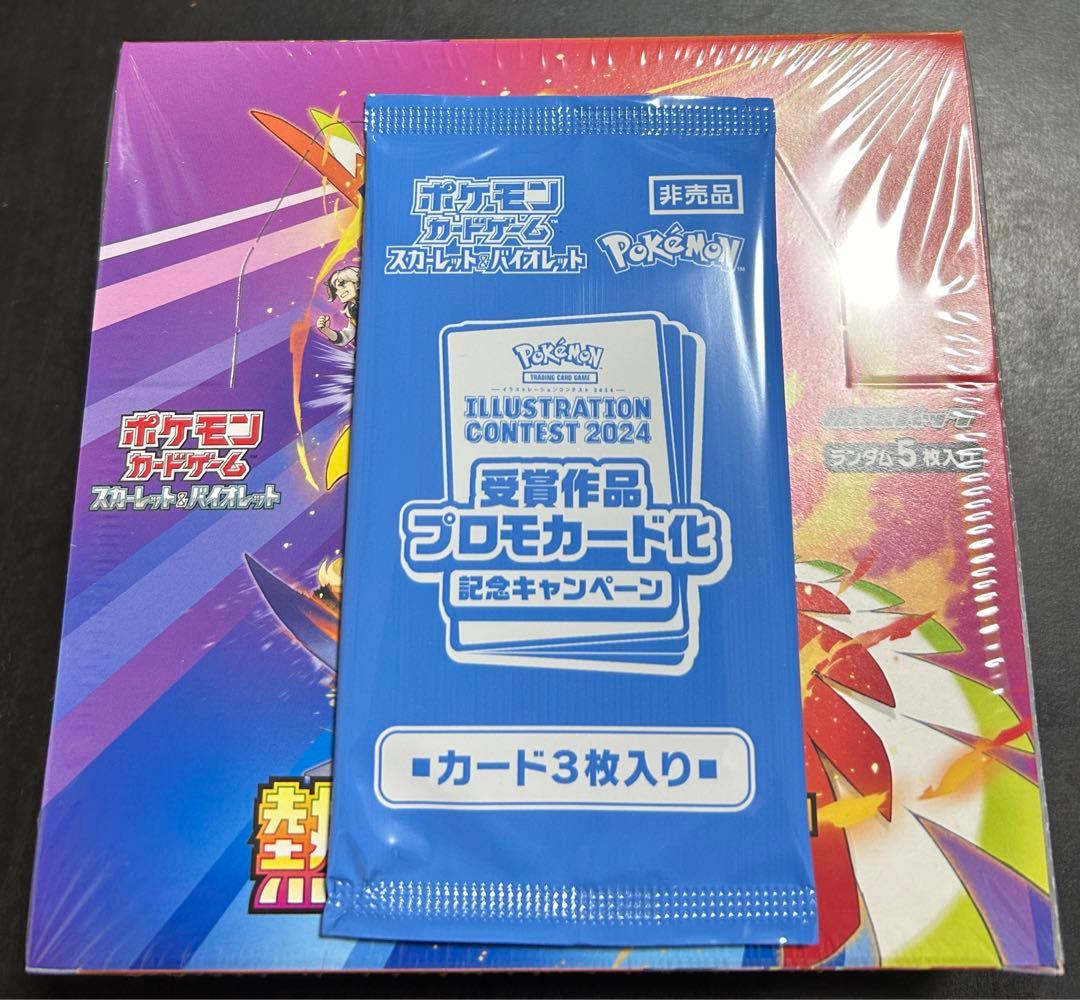 ポケモン
カードゲーム™
スカーレット&バイオレット
非売品
Pokémon™
Pokémon
TRADING CARD GAME
イラストレーションコンテスト 2024
ILLUSTRATION
CONTEST 2024
受賞作品
プロモカード化
記念キャンペーン
■カード3枚入り■
ポケモン
カードゲーム
スカーレット&バイオレット
ランダム5枚入り
熱